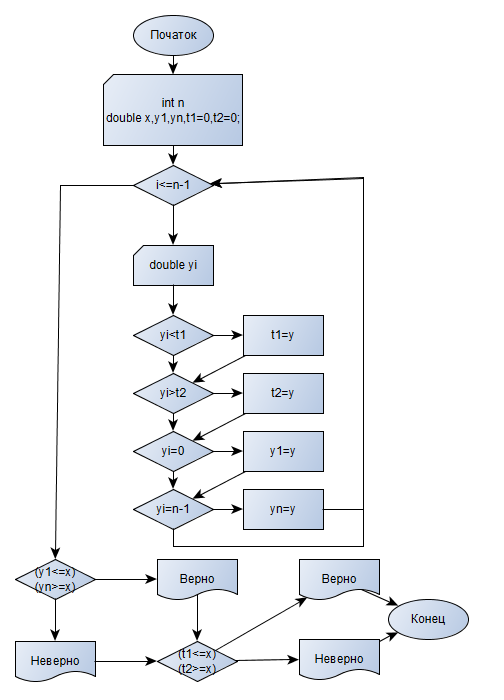 Початок
int n
double x,y1,yn,t1=0,t2=0;
i<=n-1
double yi
yi<t1
t1=y
yi>t2
t2=y
yi=0
y1=y
yi=n-1
yn=y
(y1<=x)
(yn>=x)
Верно
Верно
Конец
Неверно
(t1<=x)
(t2>=x)
Неверно